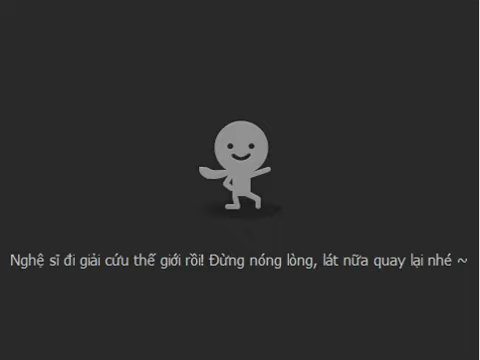 Nghệ sĩ đi giải cứu thế giới rồi! Đừng nóng lòng, lát nữa quay lại nhé ~